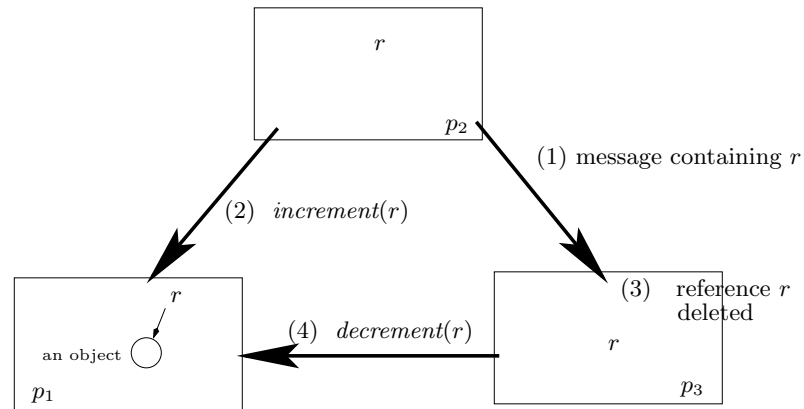 r
p2
(1) message containing r
(2) increment(r)
(3) reference r
deleted
r
an object
p1
(4) decrement(r)
r
p3